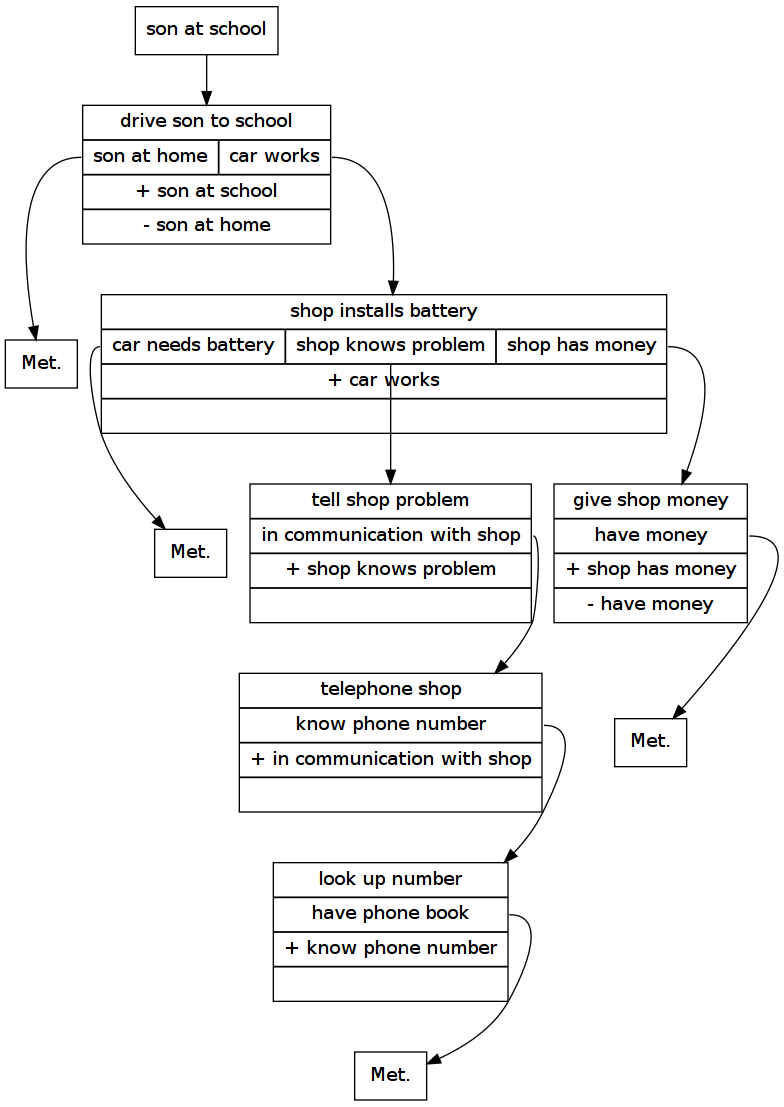 son at school
drive son to school
son at home car works
+ son at school
- son at home
shop installs battery
Met.
car needs battery shop knows problem shop has money
+ car works
tell shop problem
give shop money
in communication with shop
have money
Met.
+ shop knows problem
+ shop has money
- have money
telephone shop
know phone number
Met.
+ in communication with shop
look up number
have phone book
+ know phone number
Met.